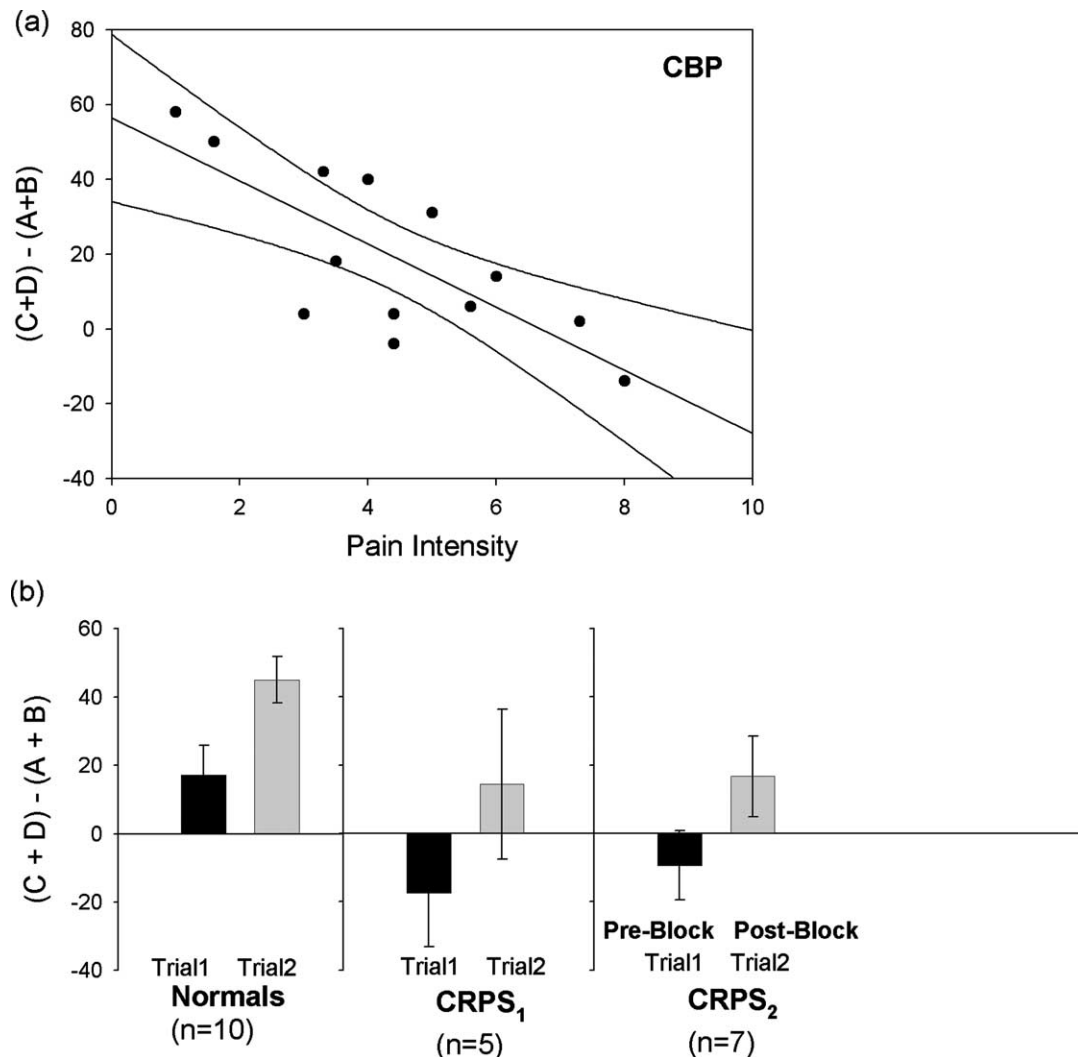 (a)
CBP
80
60
40
20
0
-20
-40
(C+D) - (A+B)
0 2 4 6 8 10
Pain Intensity
(b)
60
40
20
0
-20
-40
(C + D) - (A + B)
Pre-Block Post-Block
Trial1 Trial2 Trial1 Trial2 Trial1 Trial2
Normals CRPS₁ CRPS₂
(n=10) (n=5) (n=7)